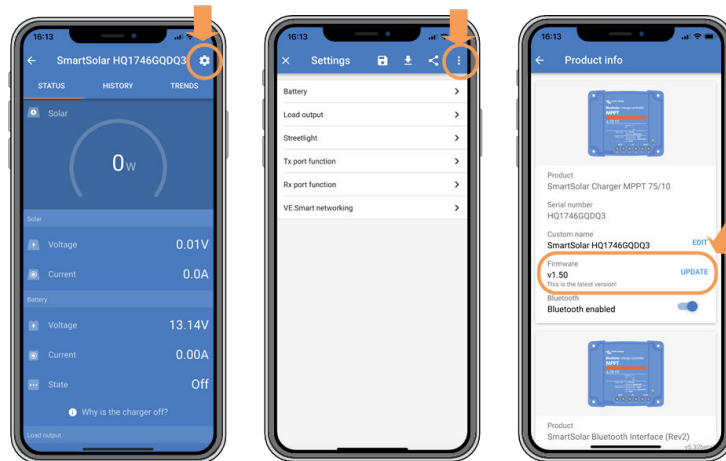 16:13
SmartSolar HQ1746GQDQ3
STATUS HISTORY TRENDS
Solar
0W
Solar
Voltage 0.01V
Current 0.0A
Battery
Voltage 13.14V
Current 0.00A
State Off
Why is the charger off?
Load output
16:13
Settings
Battery
Load output
Streetlight
Tx port function
Rx port function
VE.Smart networking
16:13
Product info
MPPT
Product
SmartSolar Charger MPPT 75/10
Serial number
HQ1746GQDQ3
Custom name
SmartSolar HQ1746GQDQ3 EDIT
Firmware
v1.50 UPDATE
This is the latest version!
Bluetooth
Bluetooth enabled
MPPT
Product
SmartSolar Bluetooth Interface (Rev2)